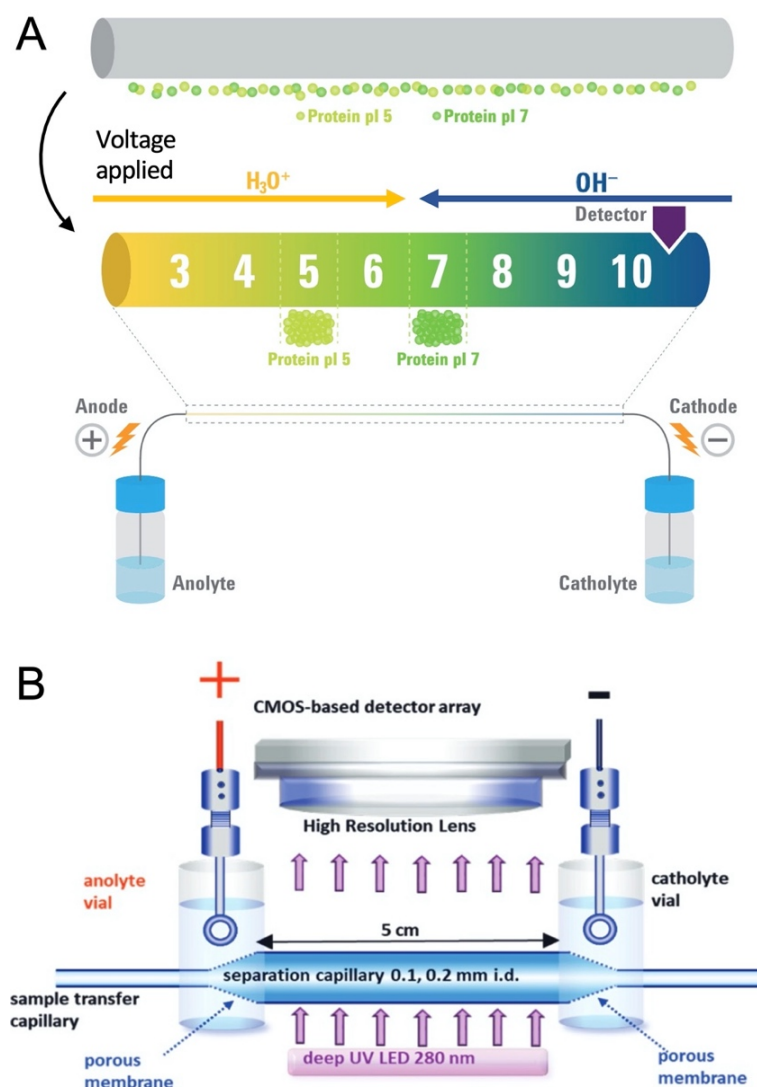 A
Protein pI 5 Protein pI 7
Voltage
applied
H₃O⁺ OH⁻
Detector
3 4 5 6 7 8 9 10
Protein pI 5 Protein pI 7
Anode Cathode
+ −
Anolyte Catholyte
B
+ -
CMOS-based detector array
High Resolution Lens
anolyte
vial
catholyte
vial
5 cm
separation capillary 0.1, 0.2 mm i.d.
sample transfer
capillary
porous
membrane
deep UV LED 280 nm
porous
membrane